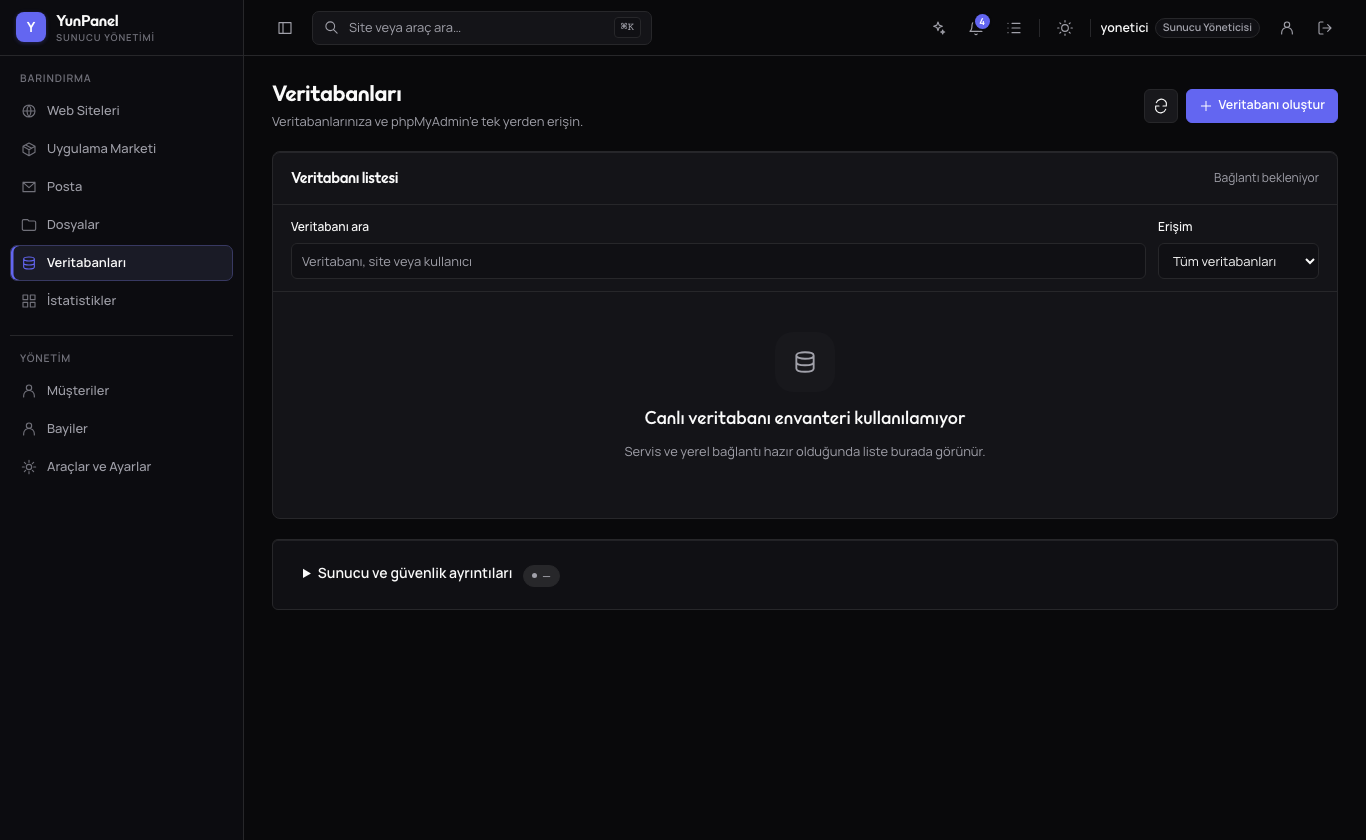 Y
YunPanel
SUNUCU YÖNETİMİ
Site veya araç ara...
⌘K
4
yonetici
Sunucu Yöneticisi
BARINDIRMA
Web Siteleri
Uygulama Marketi
Posta
Dosyalar
Veritabanları
İstatistikler
YÖNETİM
Müşteriler
Bayiler
Araçlar ve Ayarlar
Veritabanları
Veritabanlarınıza ve phpMyAdmin'e tek yerden erişin.
Veritabanı oluştur
Veritabanı listesi
Bağlantı bekleniyor
Veritabanı ara
Erişim
Veritabanı, site veya kullanıcı
Tüm veritabanları
Canlı veritabanı envanteri kullanılamıyor
Servis ve yerel bağlantı hazır olduğunda liste burada görünür.
Sunucu ve güvenlik ayrıntıları
—